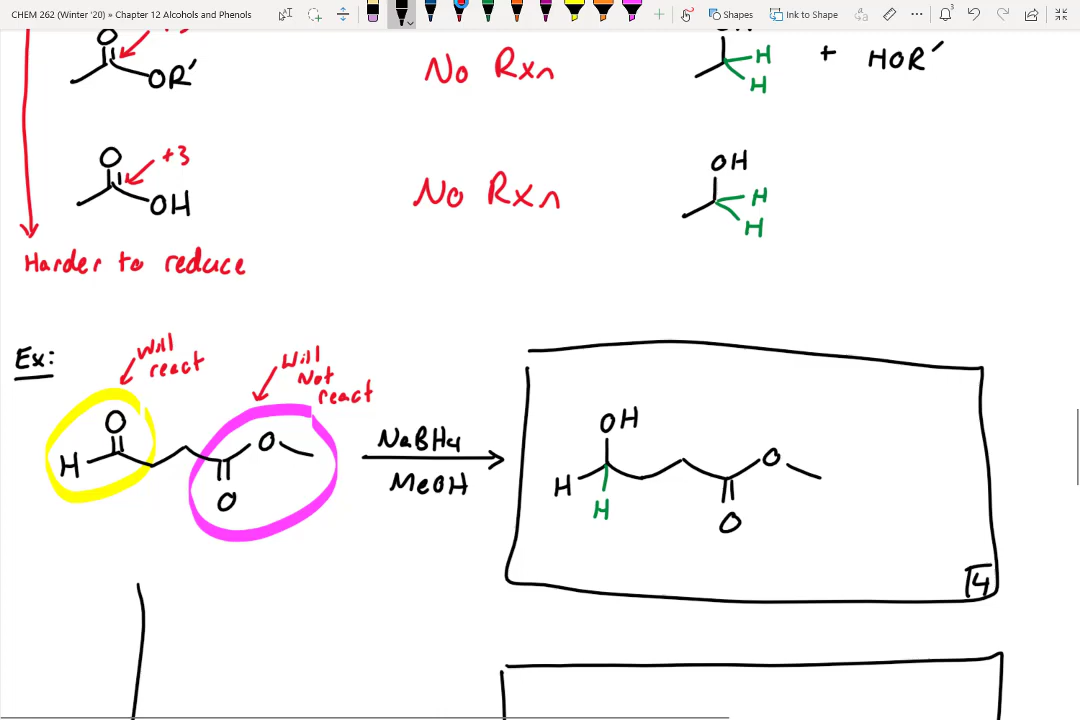 CHEM 262 (Winter '20) » Chapter 12 Alcohols and Phenols
Shapes
Ink to Shape
O
OR′
No Rxn
H
H
+ HOR′
O
+3
OH
No Rxn
OH
H
H
Harder to reduce
Ex:
Will
react
Will
Not
react
O
H
O
O
NaBH4
MeOH
OH
H
H
O
O
14